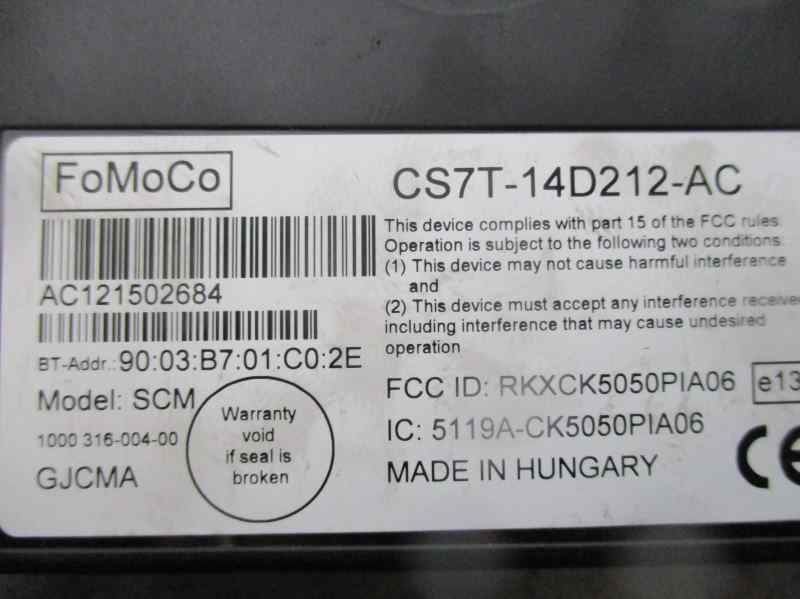 FoMoCo
AC121502684
BT-Addr.:90:03:B7:01:C0:2E
Model: SCM
1000 316-004-00
GJCMA
Warranty
void
if seal is
broken
CS7T-14D212-AC
This device complies with part 15 of the FCC rules
Operation is subject to the following two conditions:
(1) This device may not cause harmful interference
and
(2) This device must accept any interference received
including interference that may cause undesired
operation
FCC ID: RKXCK5050PIA06
e13
IC: 5119A-CK5050PIA06
MADE IN HUNGARY
CE